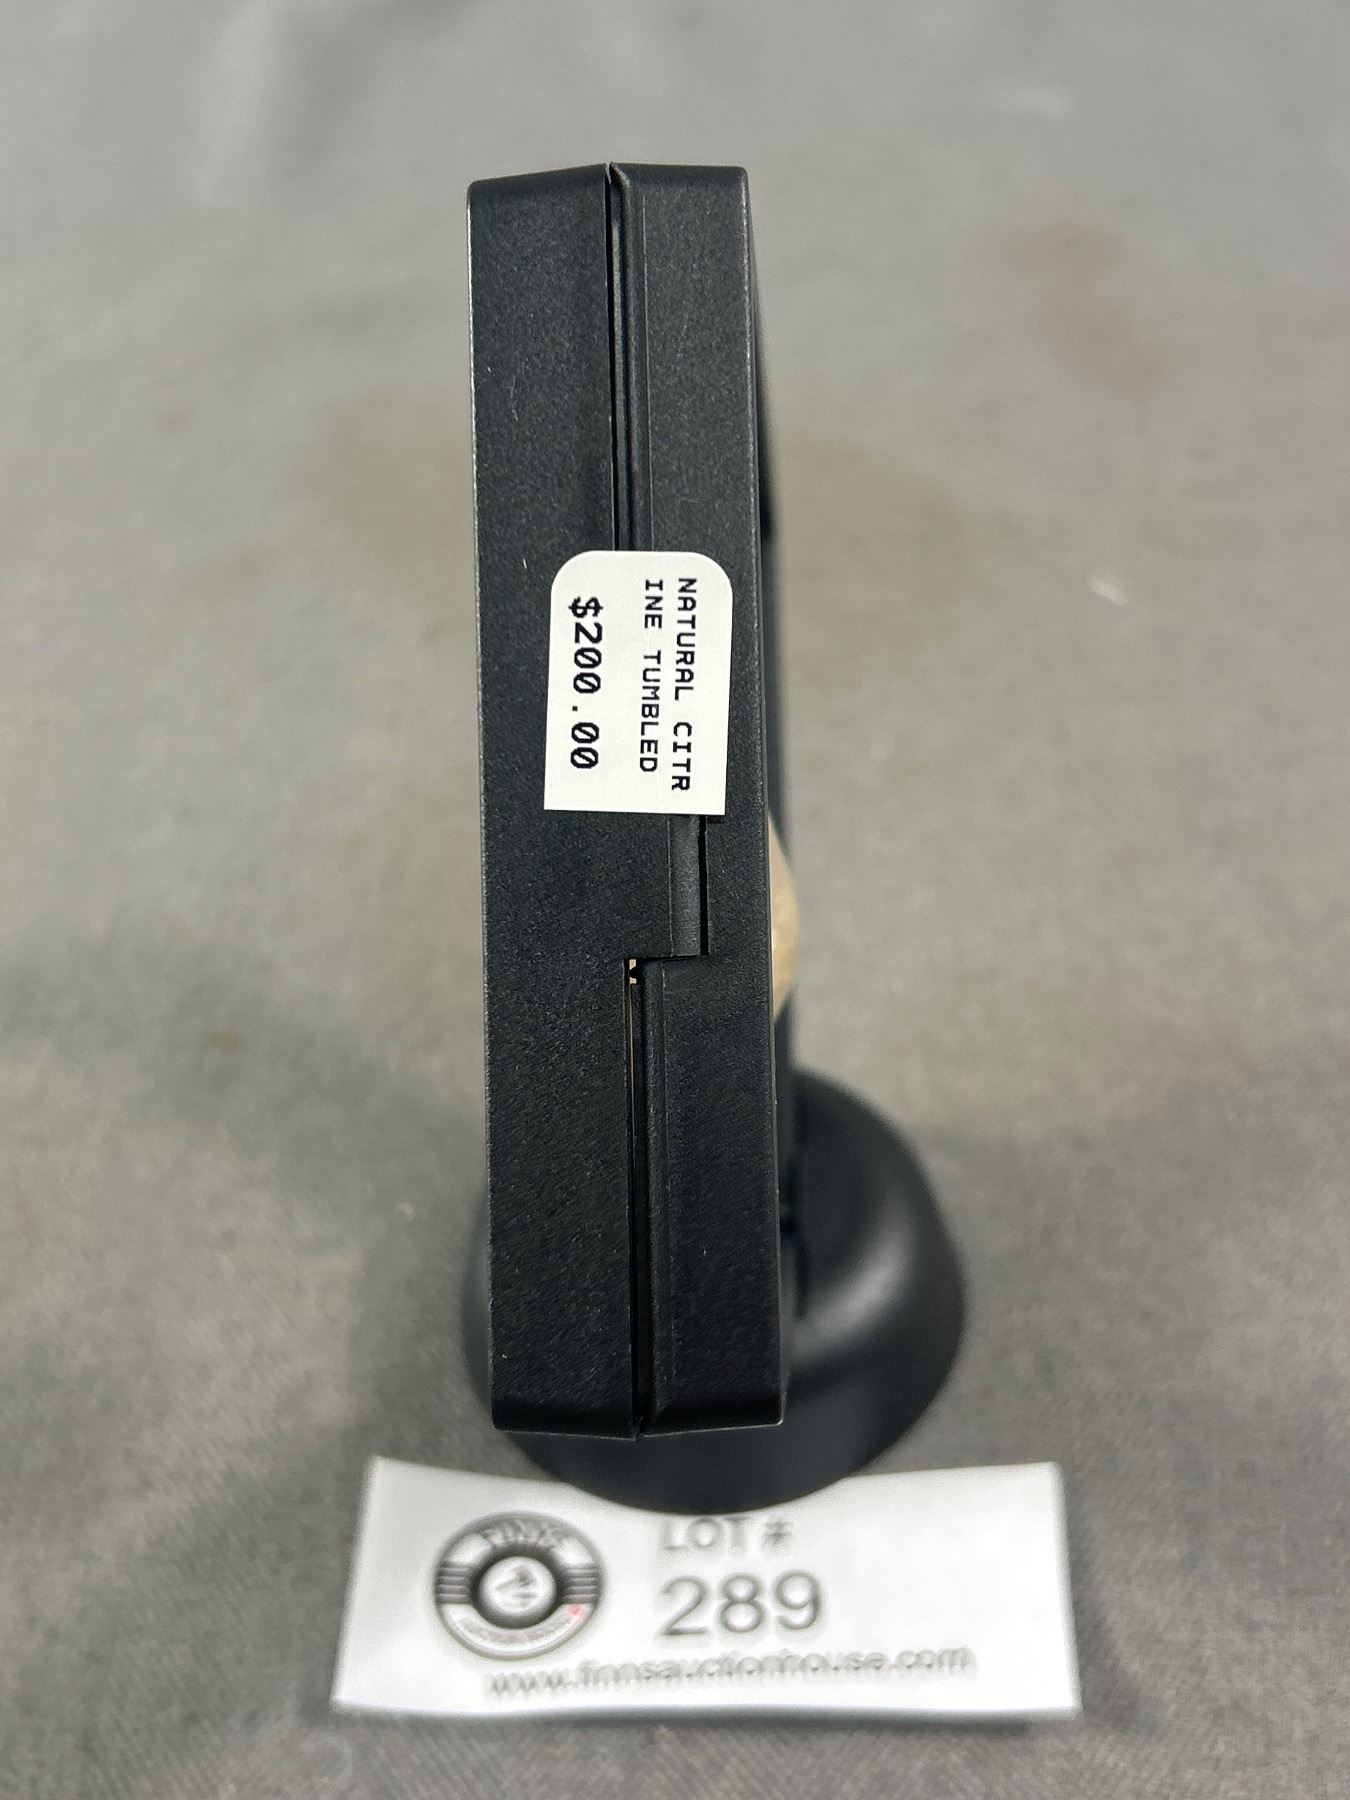 NATURAL CITR
INE TUMBLED
$200.00
LOT #
289
www.finnsauctionhouse.com